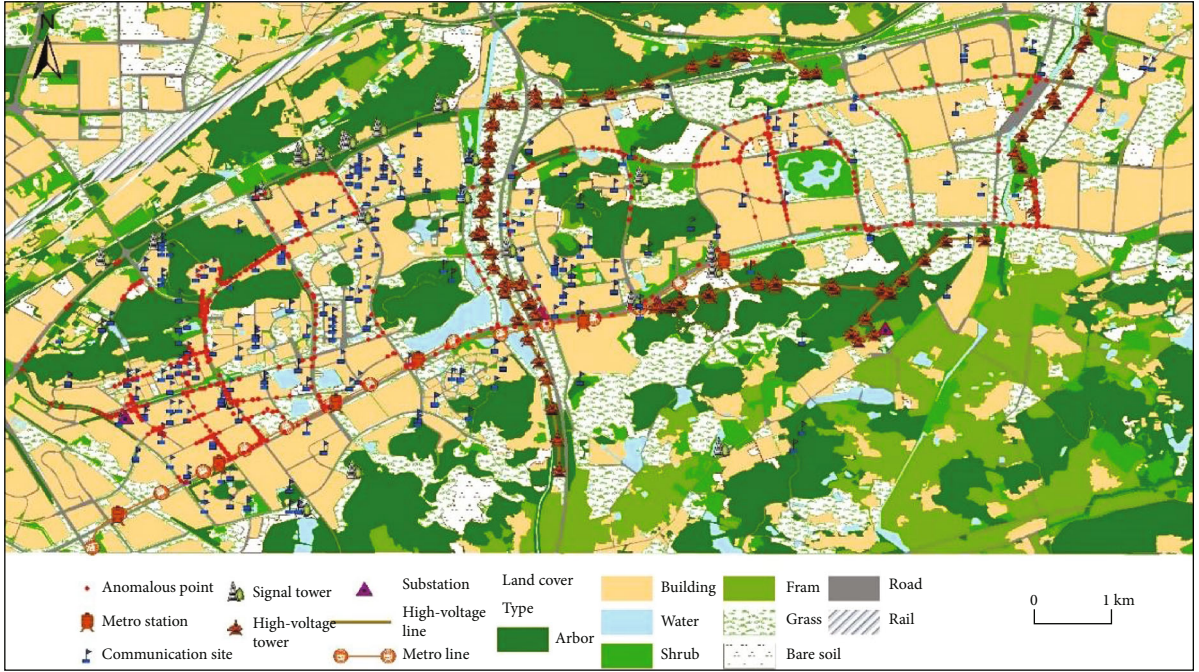 N
Anomalous point
Metro station
Communication site
Signal tower
High-voltage
tower
Substation
High-voltage
line
Metro line
Land cover
Type
Arbor
Building
Water
Shrub
Fram
Grass
Bare soil
Road
Rail
0 1 km